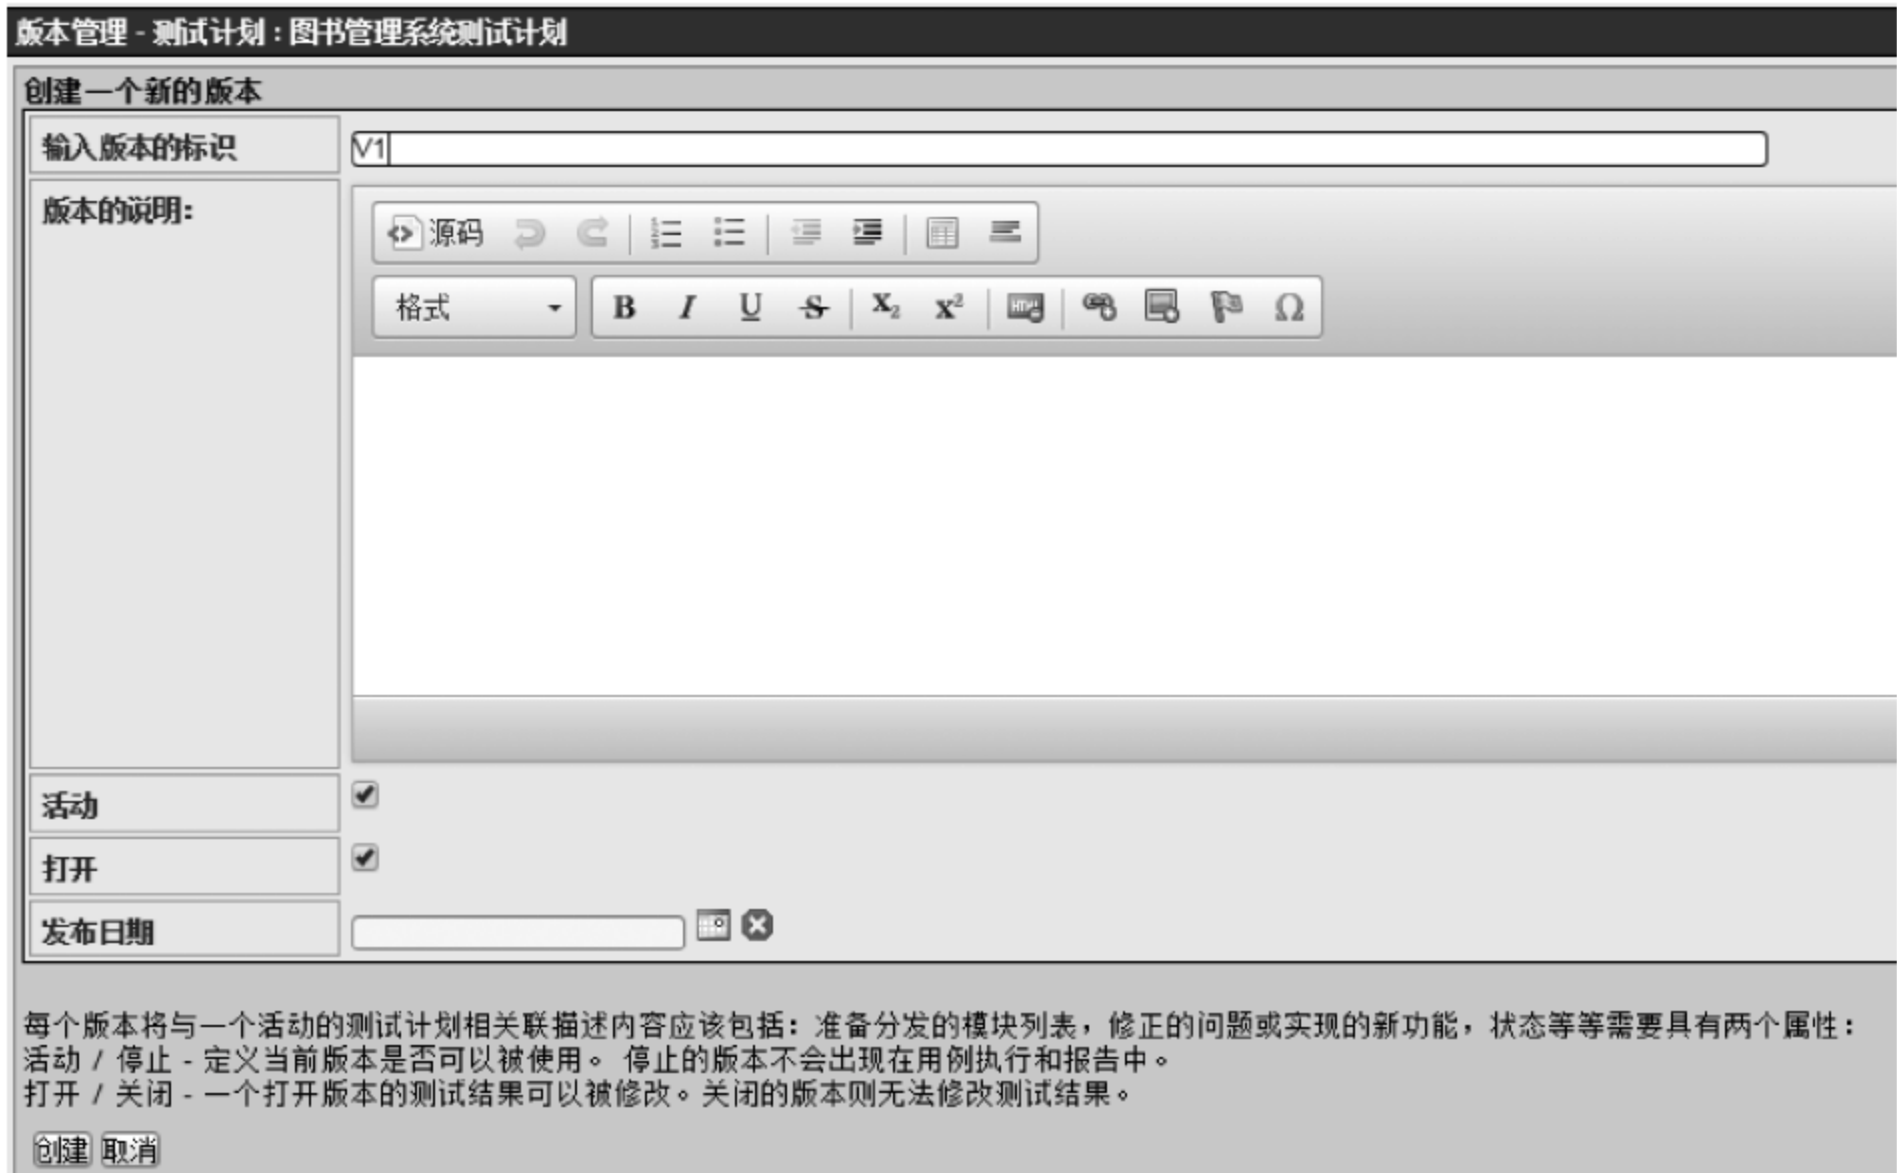 版本管理 - 测试计划 : 图书管理系统测试计划
创建一个新的版本
输入版本的标识 V1
版本的说明:
源码
格式 B I U S X₂ x² HTML Ω
活动
打开
发布日期
每个版本将与一个活动的测试计划相关联描述内容应该包括：准备分发的模块列表，修正的问题或实现的新功能，状态等等需要具有两个属性：
活动 / 停止 - 定义当前版本是否可以被使用。 停止的版本不会出现在用例执行和报告中。
打开 / 关闭 - 一个打开版本的测试结果可以被修改。关闭的版本则无法修改测试结果。
创建 取消